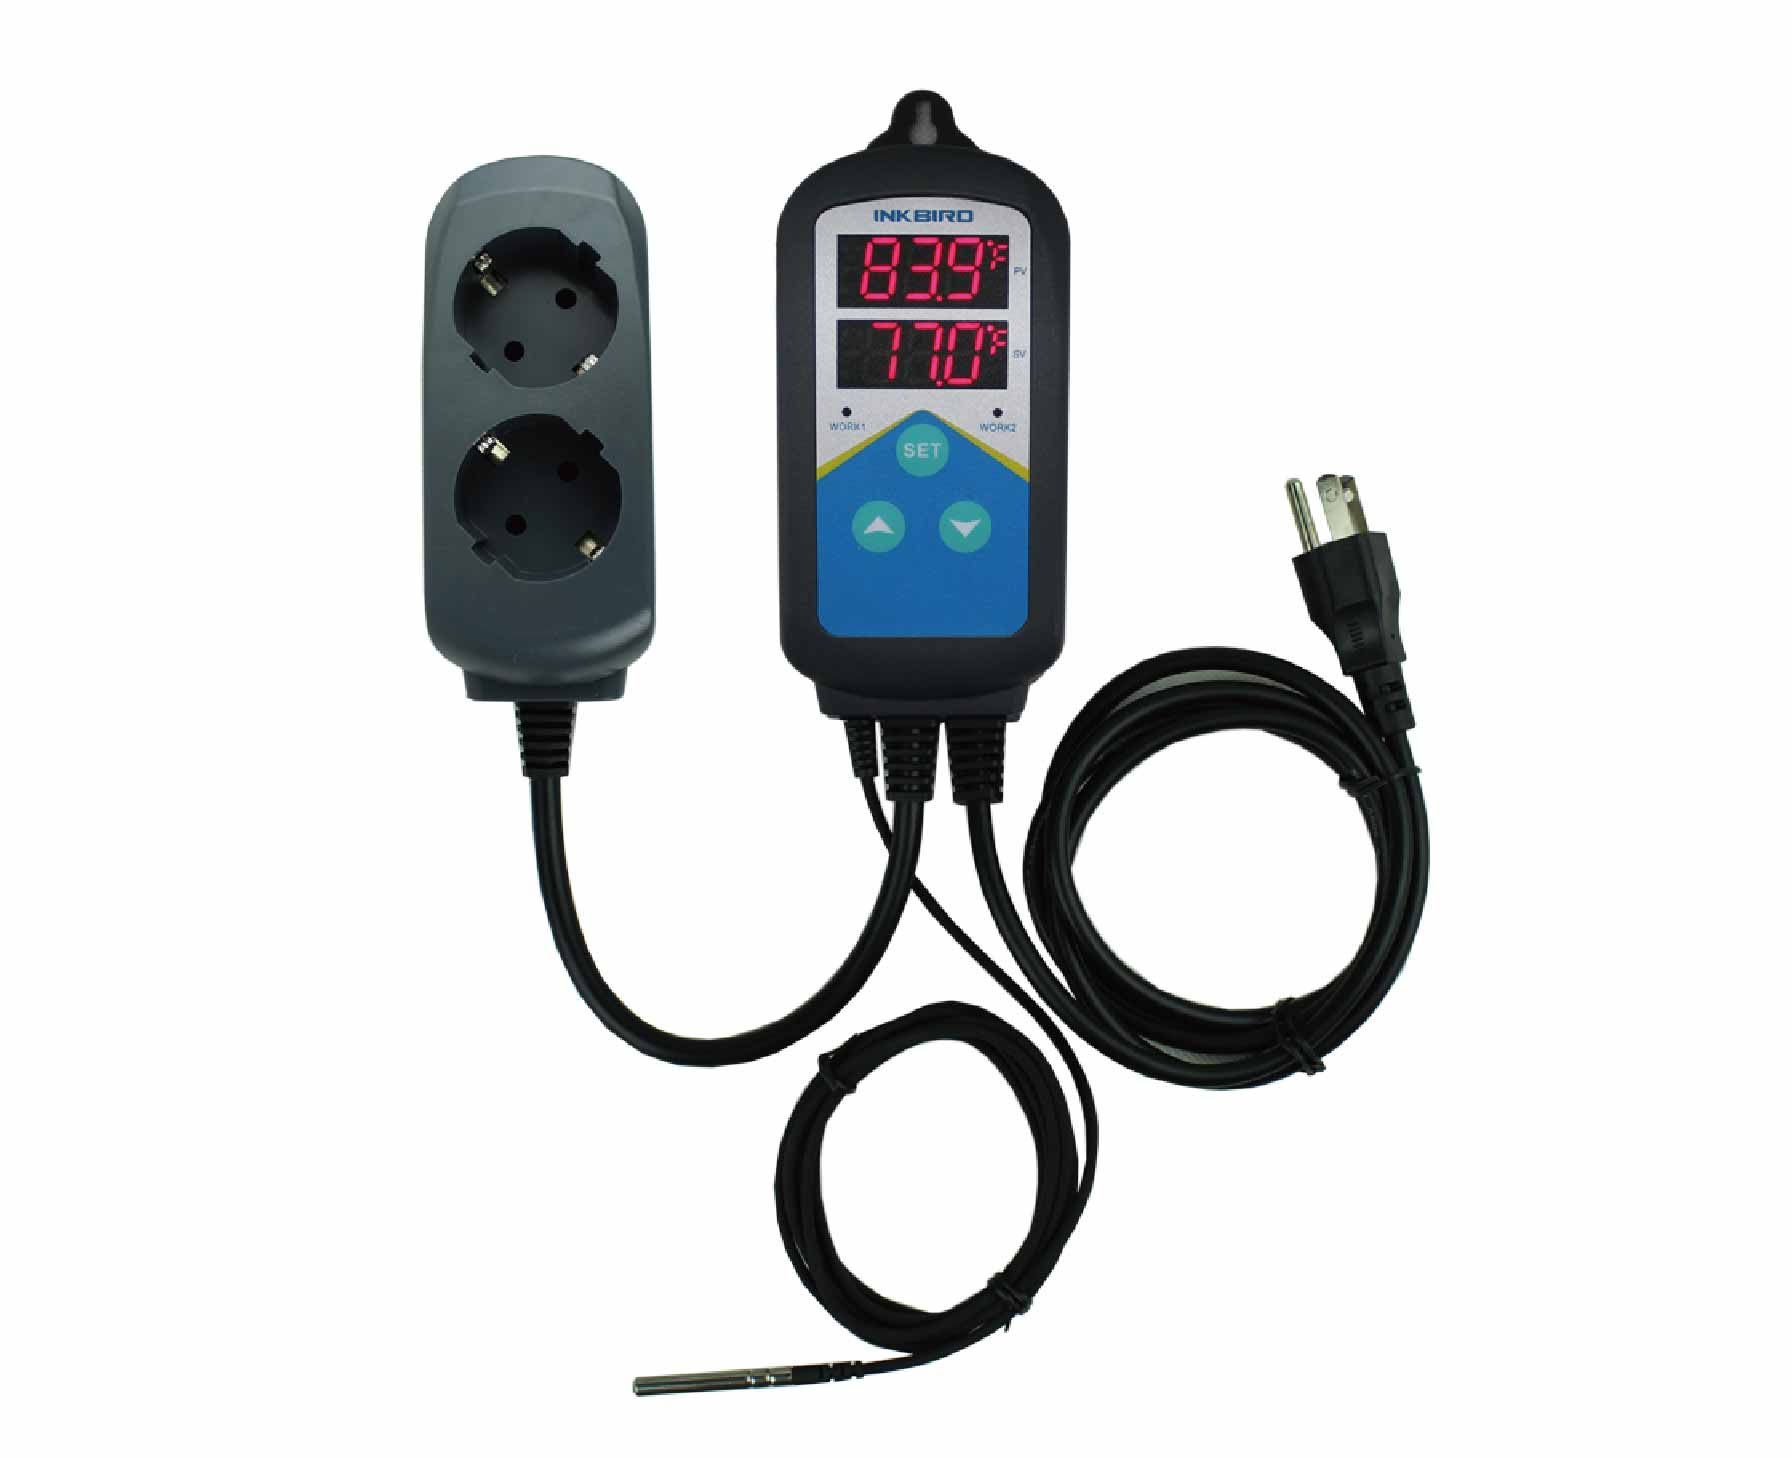 INKBIRD
83.9°F
PV
77.0°F
SV
WORK1
WORK2
SET